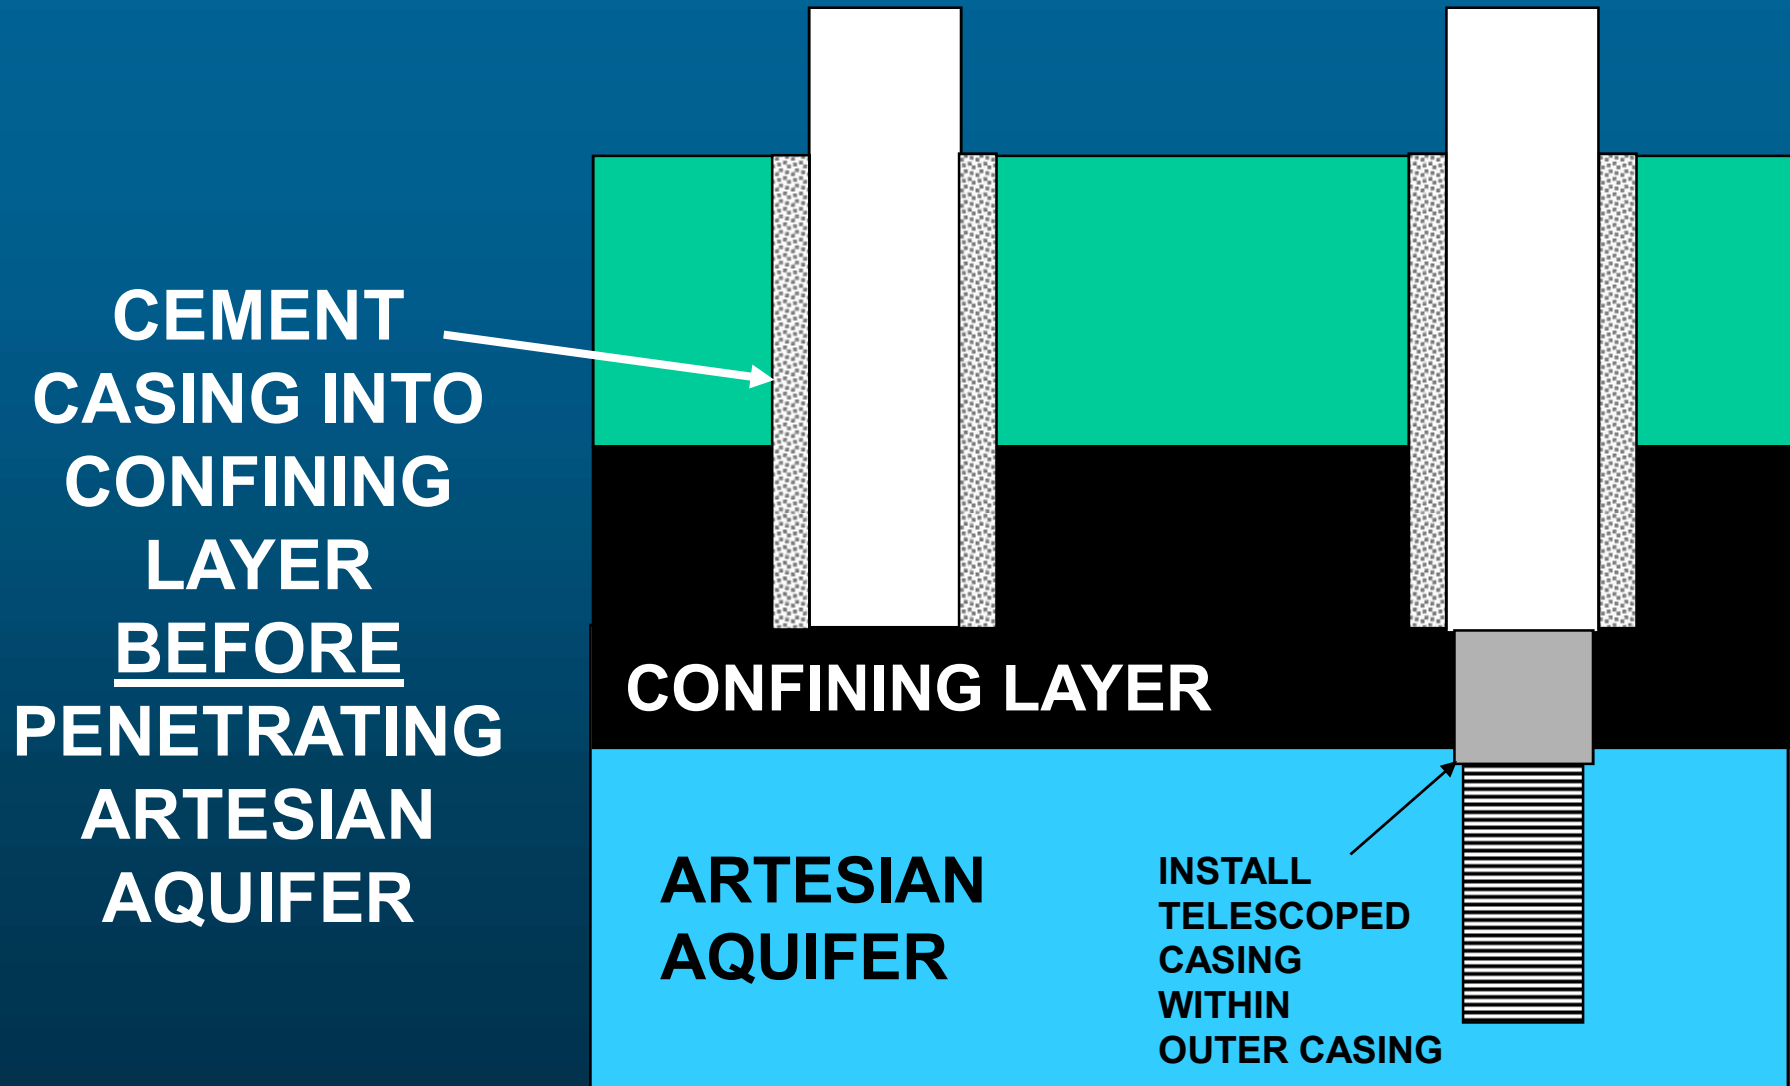 CEMENT
CASING INTO
CONFINING
LAYER
BEFORE
PENETRATING
ARTESIAN
AQUIFER
CONFINING LAYER
ARTESIAN
AQUIFER
INSTALL
TELESCOPED
CASING
WITHIN
OUTER CASING